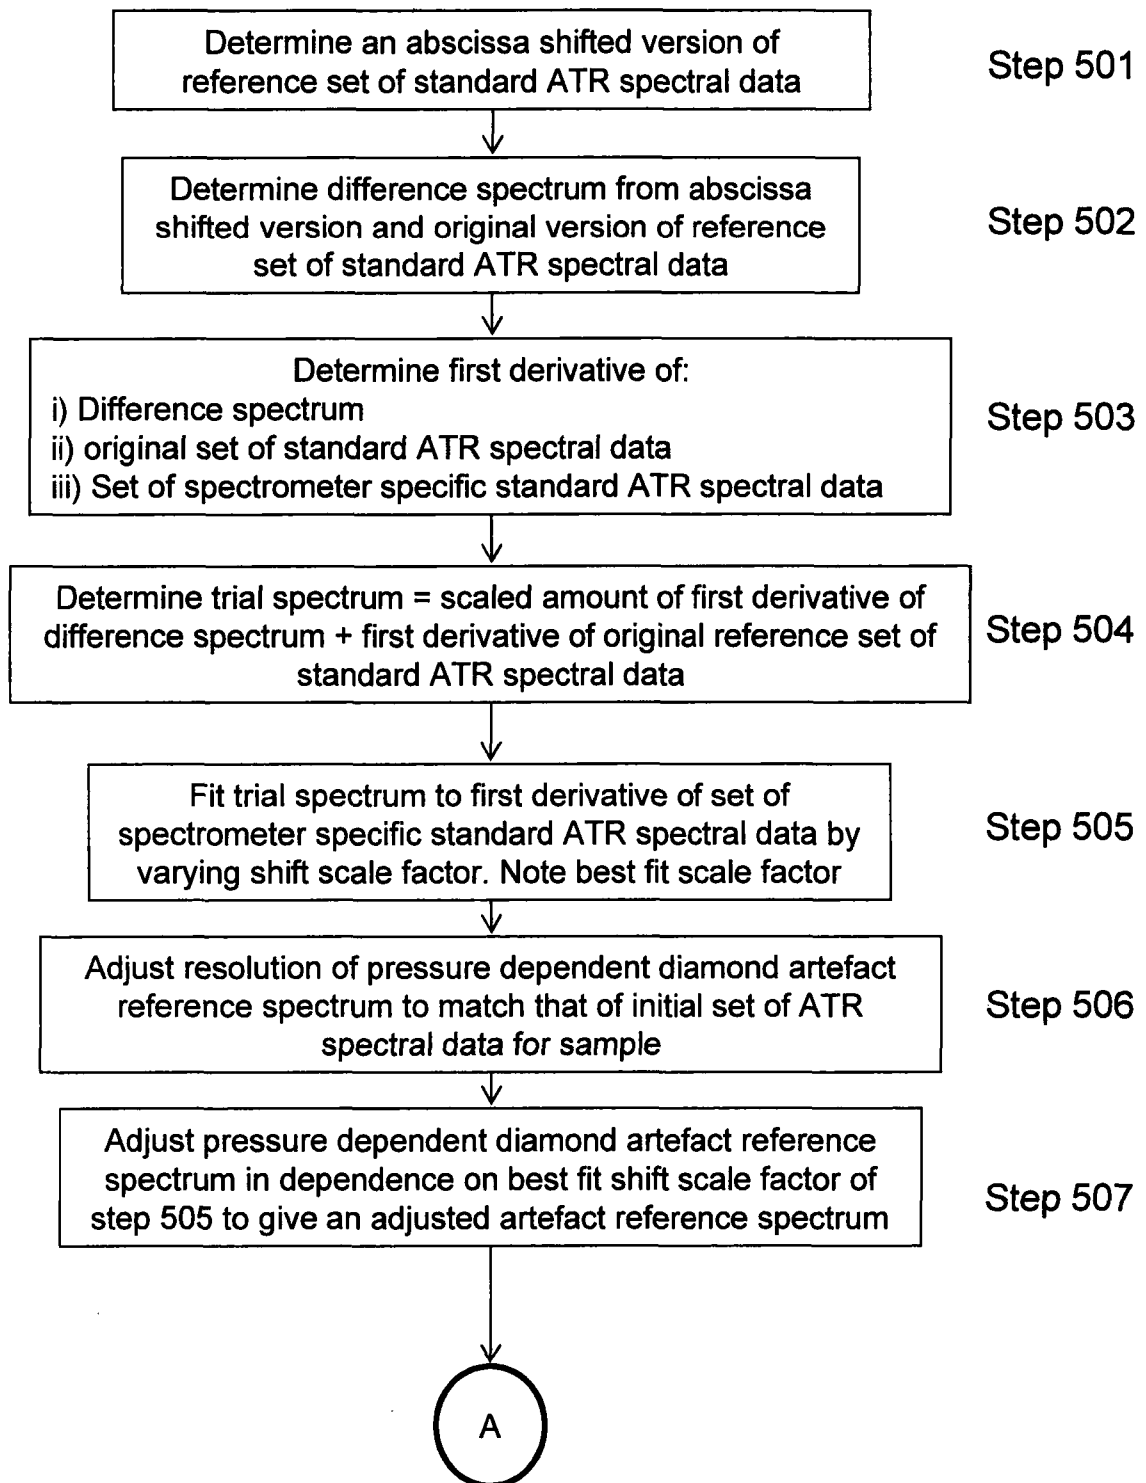 Determine an abscissa shifted version of
reference set of standard ATR spectral data
Step 501
Determine difference spectrum from abscissa
shifted version and original version of reference
set of standard ATR spectral data
Step 502
Determine first derivative of:
i) Difference spectrum
ii) original set of standard ATR spectral data
iii) Set of spectrometer specific standard ATR spectral data
Step 503
Determine trial spectrum = scaled amount of first derivative of
difference spectrum + first derivative of original reference set of
standard ATR spectral data
Step 504
Fit trial spectrum to first derivative of set of
spectrometer specific standard ATR spectral data by
varying shift scale factor. Note best fit scale factor
Step 505
Adjust resolution of pressure dependent diamond artefact
reference spectrum to match that of initial set of ATR
spectral data for sample
Step 506
Adjust pressure dependent diamond artefact reference
spectrum in dependence on best fit shift scale factor of
step 505 to give an adjusted artefact reference spectrum
Step 507
A